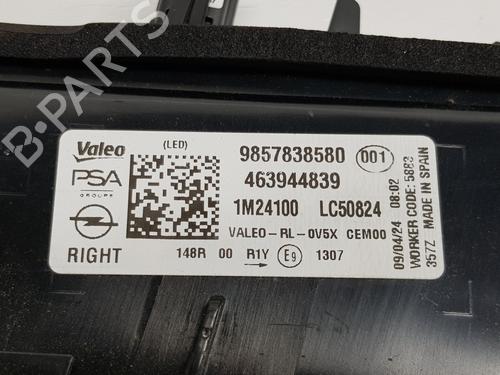 B-PARTS
Valeo
(LED)
9857838580 001
PSA
GROUPE
463944839
1M24100 LC50824
VALEO-RL-0V5X CEM00
RIGHT
148R 00 R1Y → E9 1307
09/04/24 08:02
WORKER CODE: 5883
357Z MADE IN SPAIN